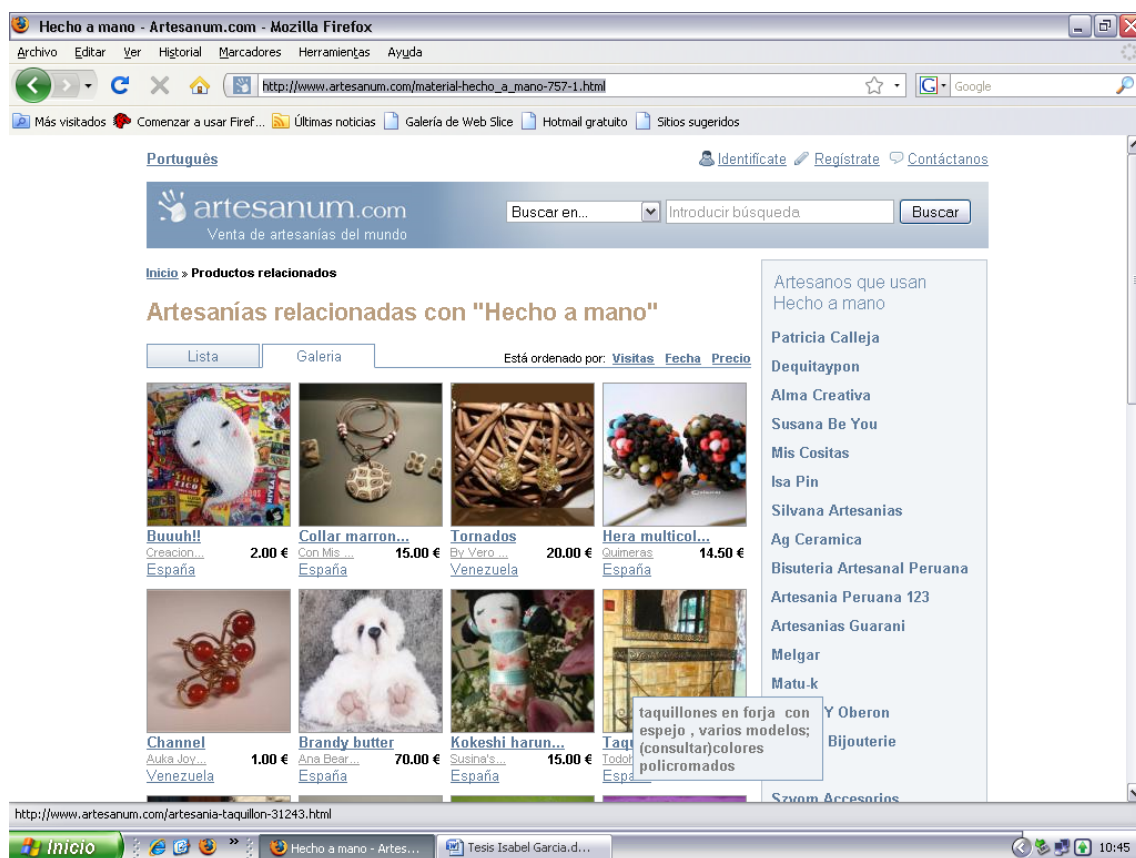 Hecho a mano - Artesanum.com - Mozilla Firefox
Archivo Editar Ver Historial Marcadores Herramientas Ayuda
http://www.artesanum.com/material-hecho_a_mano-757-1.html
G Google
Más visitados Comenzar a usar Firef... Últimas noticias Galería de Web Slice Hotmail gratuito Sitios sugeridos
Português Identifícate Regístrate Contáctanos
artesanum.com Buscar en... Introducir búsqueda Buscar
Venta de artesanías del mundo
Inicio » Productos relacionados
Artesanías relacionadas con "Hecho a mano"
Lista Galeria Está ordenado por: Visitas Fecha Precio
Buuuh!! Collar marron... Tornados Hera multicol...
Creacion... 2.00 € Con Mis ... 15.00 € By Vero ... 20.00 € Quimeras 14.50 €
España España Venezuela España
Channel Brandy butter Kokeshi harun... Taqu
Auka Joy... 1.00 € Ana Bear... 70.00 € Susina's... 15.00 € Todoh
Venezuela España España Espa
taquillones en forja con
espejo , varios modelos;
(consultar)colores
policromados
Artesanos que usan
Hecho a mano
Patricia Calleja
Dequitaypon
Alma Creativa
Susana Be You
Mis Cositas
Isa Pin
Silvana Artesanias
Ag Ceramica
Bisuteria Artesanal Peruana
Artesania Peruana 123
Artesanias Guarani
Melgar
Matu-k
Y Oberon
Bijouterie
Szvom Accesorios
http://www.artesanum.com/artesania-taquillon-31243.html
Inicio » Hecho a mano - Artes... Tesis Isabel Garcia.d... 10:45